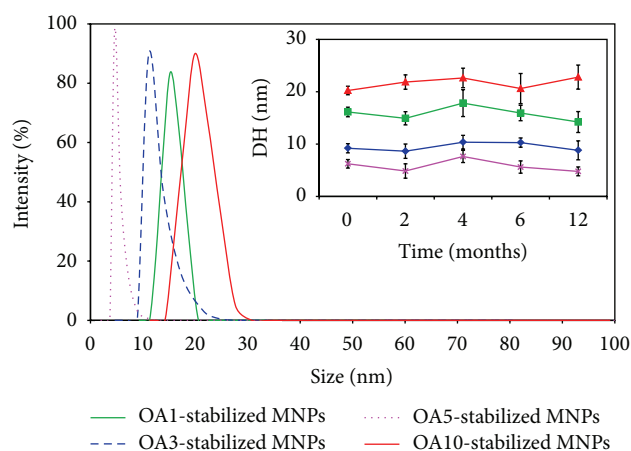 100
80
60
40
20
0
Intensity (%)
0 10 20 30 40 50 60 70 80 90 100
Size (nm)
30
20
10
0
DH (nm)
0 2 4 6 12
Time (months)
OA1-stabilized MNPs
OA3-stabilized MNPs
OA5-stabilized MNPs
OA10-stabilized MNPs